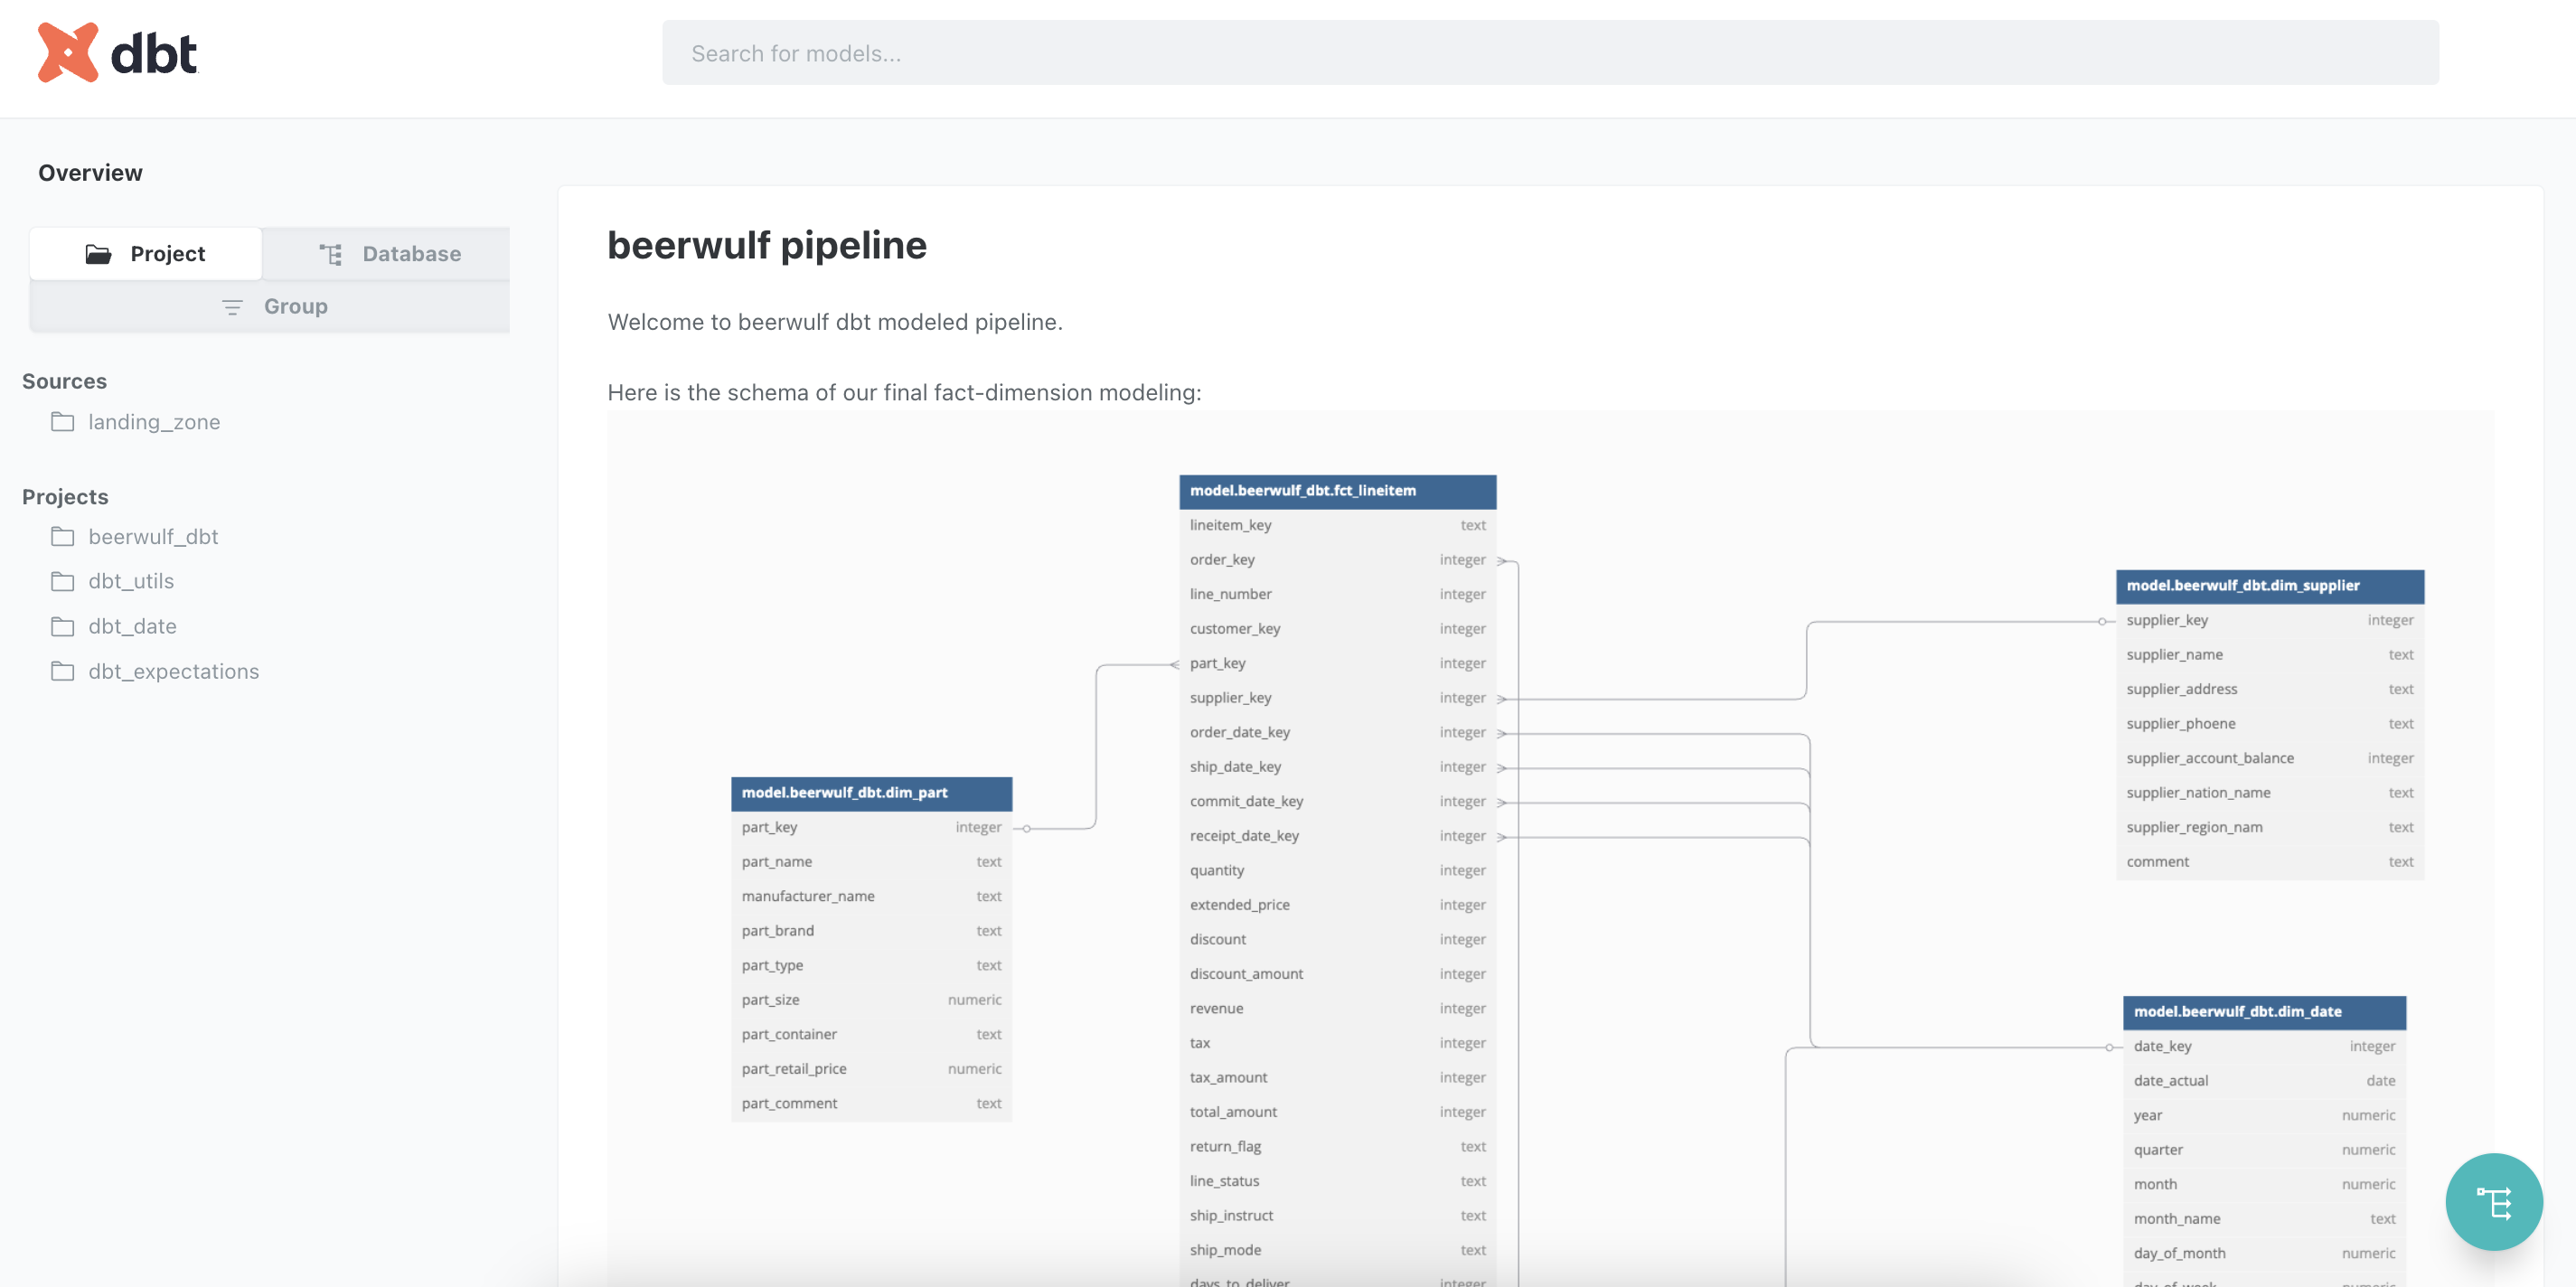 dbt
Search for models...
Overview
Project
Database
Group
Sources
landing_zone
Projects
beerwulf_dbt
dbt_utils
dbt_date
dbt_expectations
beerwulf pipeline
Welcome to beerwulf dbt modeled pipeline.
Here is the schema of our final fact-dimension modeling:
model.beerwulf_dbt.dim_part
part_key integer
part_name text
manufacturer_name text
part_brand text
part_type text
part_size numeric
part_container text
part_retail_price numeric
part_comment text
model.beerwulf_dbt.fct_lineitem
lineitem_key text
order_key integer
line_number integer
customer_key integer
part_key integer
supplier_key integer
order_date_key integer
ship_date_key integer
commit_date_key integer
receipt_date_key integer
quantity integer
extended_price integer
discount integer
discount_amount integer
revenue integer
tax integer
tax_amount integer
total_amount integer
return_flag text
line_status text
ship_instruct text
ship_mode text
days_to_deliver integer
model.beerwulf_dbt.dim_supplier
supplier_key integer
supplier_name text
supplier_address text
supplier_phoene text
supplier_account_balance integer
supplier_nation_name text
supplier_region_nam text
comment text
model.beerwulf_dbt.dim_date
date_key integer
date_actual date
year numeric
quarter numeric
month numeric
month_name text
day_of_month numeric
day_of_week numeric